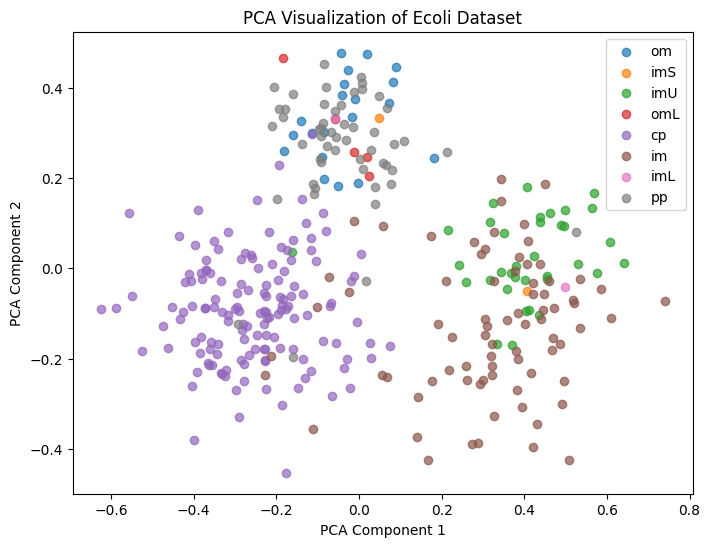 PCA Visualization of Ecoli Dataset
om
imS
imU
omL
cp
im
imL
pp
PCA Component 2
0.4
0.2
0.0
−0.2
−0.4
−0.6
−0.4
−0.2
0.0
0.2
0.4
0.6
0.8
PCA Component 1